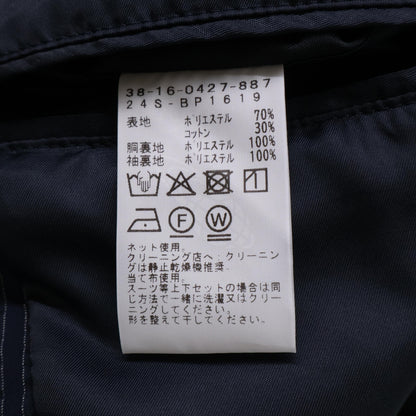 38-16-0427-887
24S-BP1619
表地 ポリエステル 70%
コットン 30%
胴裏地 ポリエステル 100%
袖裏地 ポリエステル 100%
F W
ネット使用。
クリーニング店へ：クリーニン
グは静止乾燥機推奨。
当て布使用。
スーツ等上下セットの場合は同
じ方法で一緒に洗濯又はクリー
ニングしてください。
形を整えて干してください。